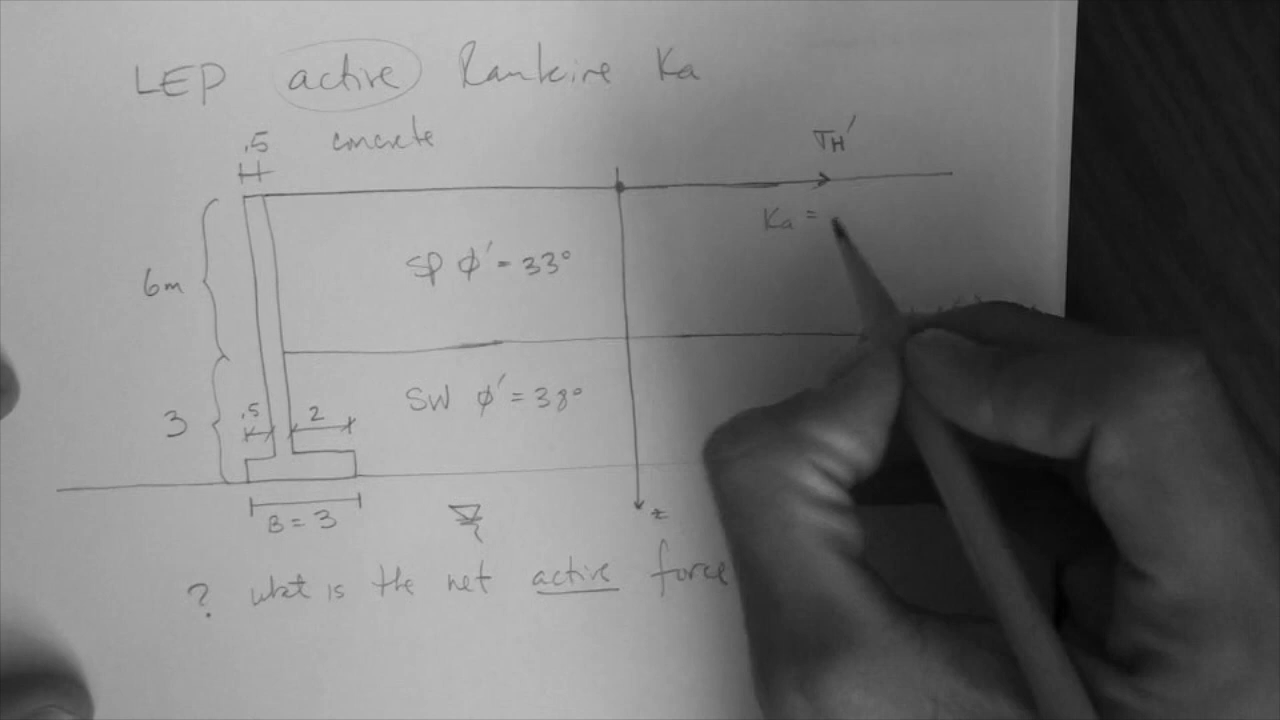 LEP active Rankine Ka
.5 concrete
σH'
Ka =
6m
SP φ' = 33°
SW φ' = 38°
3
.5
2
B = 3
z
? what is the net active force